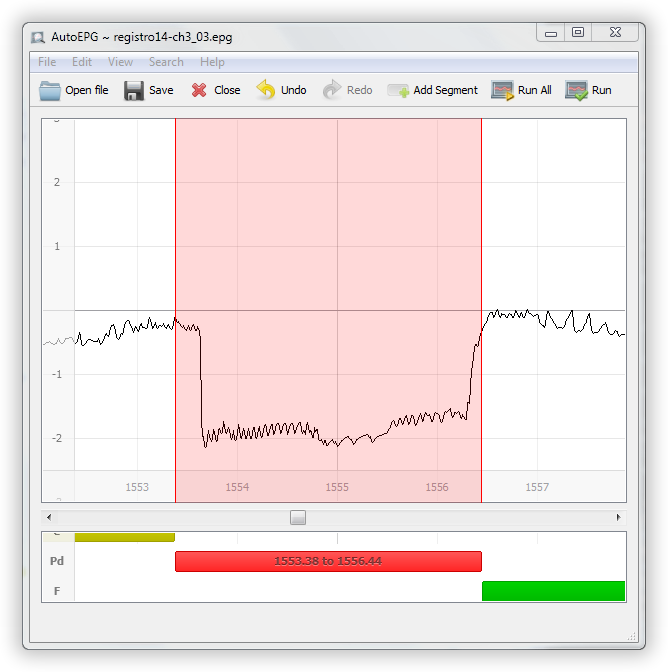 AutoEPG ~ registro14-ch3_03.epg
File Edit View Search Help
Open file Save Close Undo Redo Add Segment Run All Run
2
1
-1
-2
1553 1554 1555 1556 1557
Pd 1553.38 to 1556.44
F